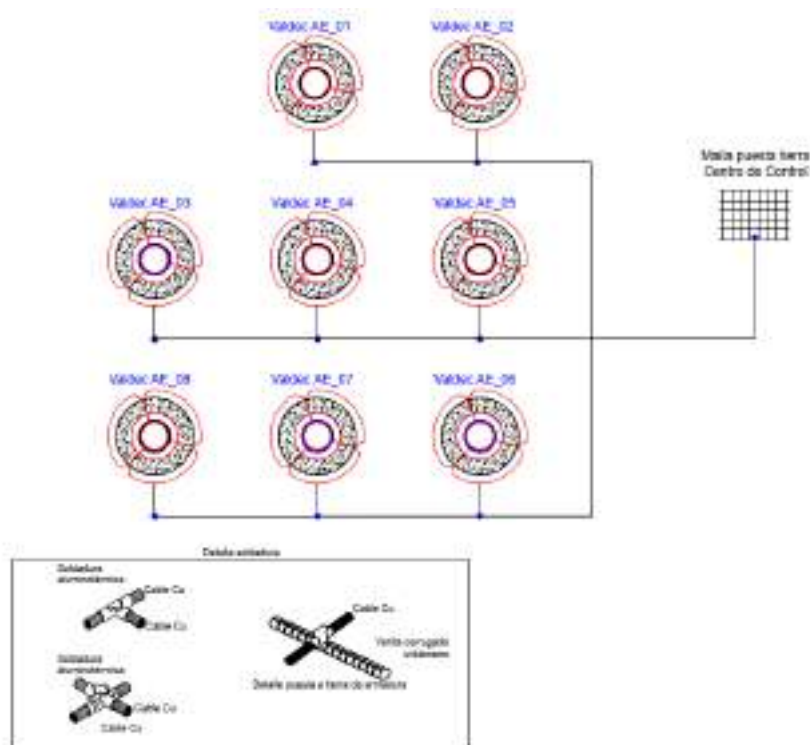 Valdec AE_01
Valdec AE_02
Malla puesta tierra
Centro de Control
Valdec AE_03
Valdec AE_04
Valdec AE_05
Valdec AE_08
Valdec AE_07
Valdec AE_06
Detalle soldadura
Soldadura
aluminotérmica
Cable Cu
Cable Cu
Cable Cu
Varilla corrugada
Detalle puesta a tierra de armadura
Soldadura
aluminotérmica
Cable Cu
Cable Cu